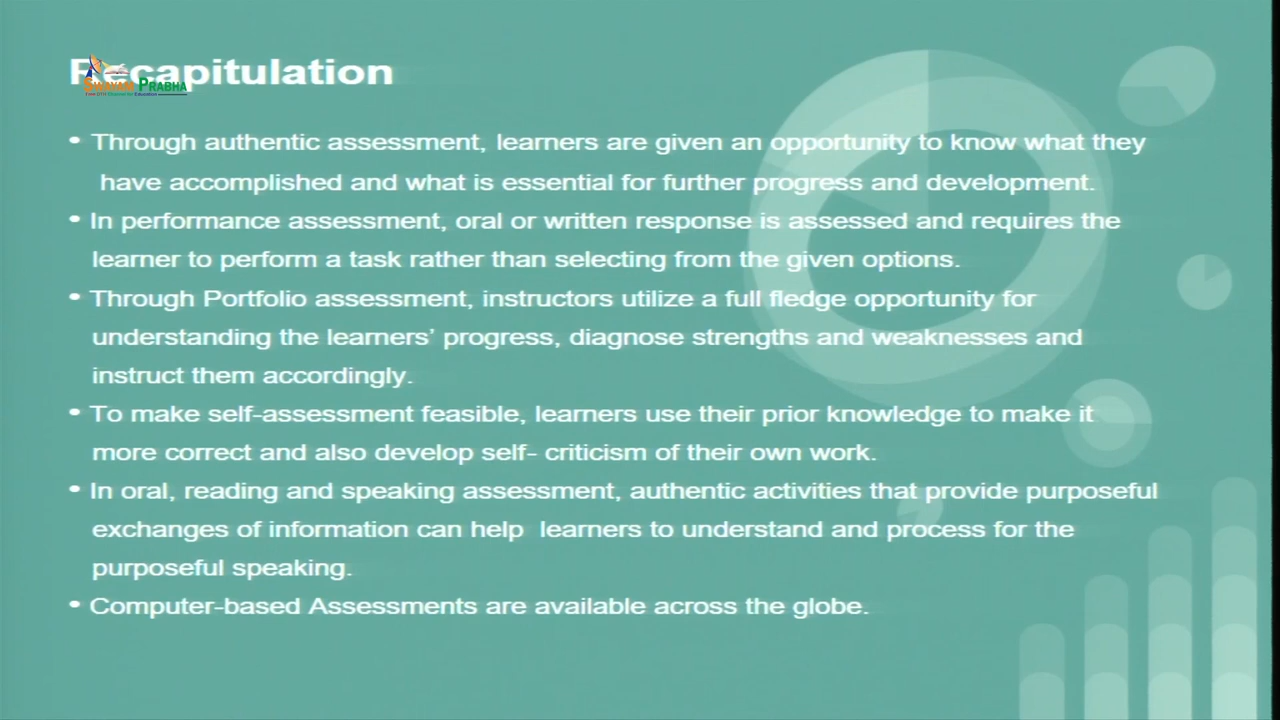 Recapitulation
SWAYAM PRABHA
• Through authentic assessment, learners are given an opportunity to know what they
have accomplished and what is essential for further progress and development.
• In performance assessment, oral or written response is assessed and requires the
learner to perform a task rather than selecting from the given options.
• Through Portfolio assessment, instructors utilize a full fledge opportunity for
understanding the learners’ progress, diagnose strengths and weaknesses and
instruct them accordingly.
• To make self-assessment feasible, learners use their prior knowledge to make it
more correct and also develop self- criticism of their own work.
• In oral, reading and speaking assessment, authentic activities that provide purposeful
exchanges of information can help learners to understand and process for the
purposeful speaking.
• Computer-based Assessments are available across the globe.